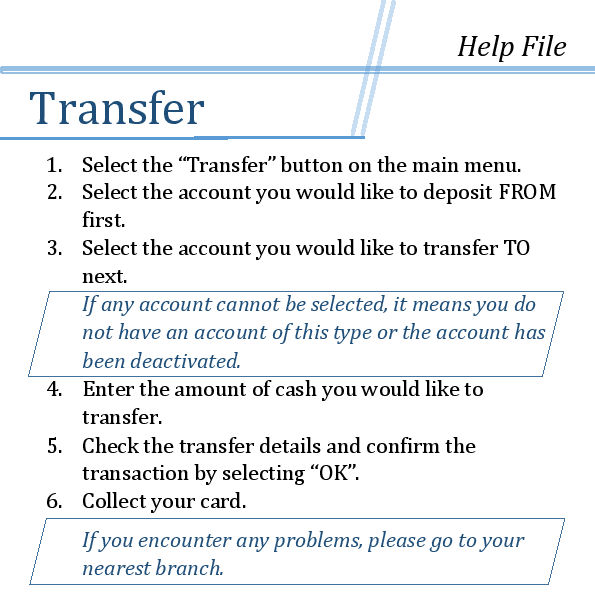 Help File
Transfer
1. Select the “Transfer” button on the main menu.
2. Select the account you would like to deposit FROM
first.
3. Select the account you would like to transfer TO
next.
If any account cannot be selected, it means you do
not have an account of this type or the account has
been deactivated.
4. Enter the amount of cash you would like to
transfer.
5. Check the transfer details and confirm the
transaction by selecting “OK”.
6. Collect your card.
If you encounter any problems, please go to your
nearest branch.